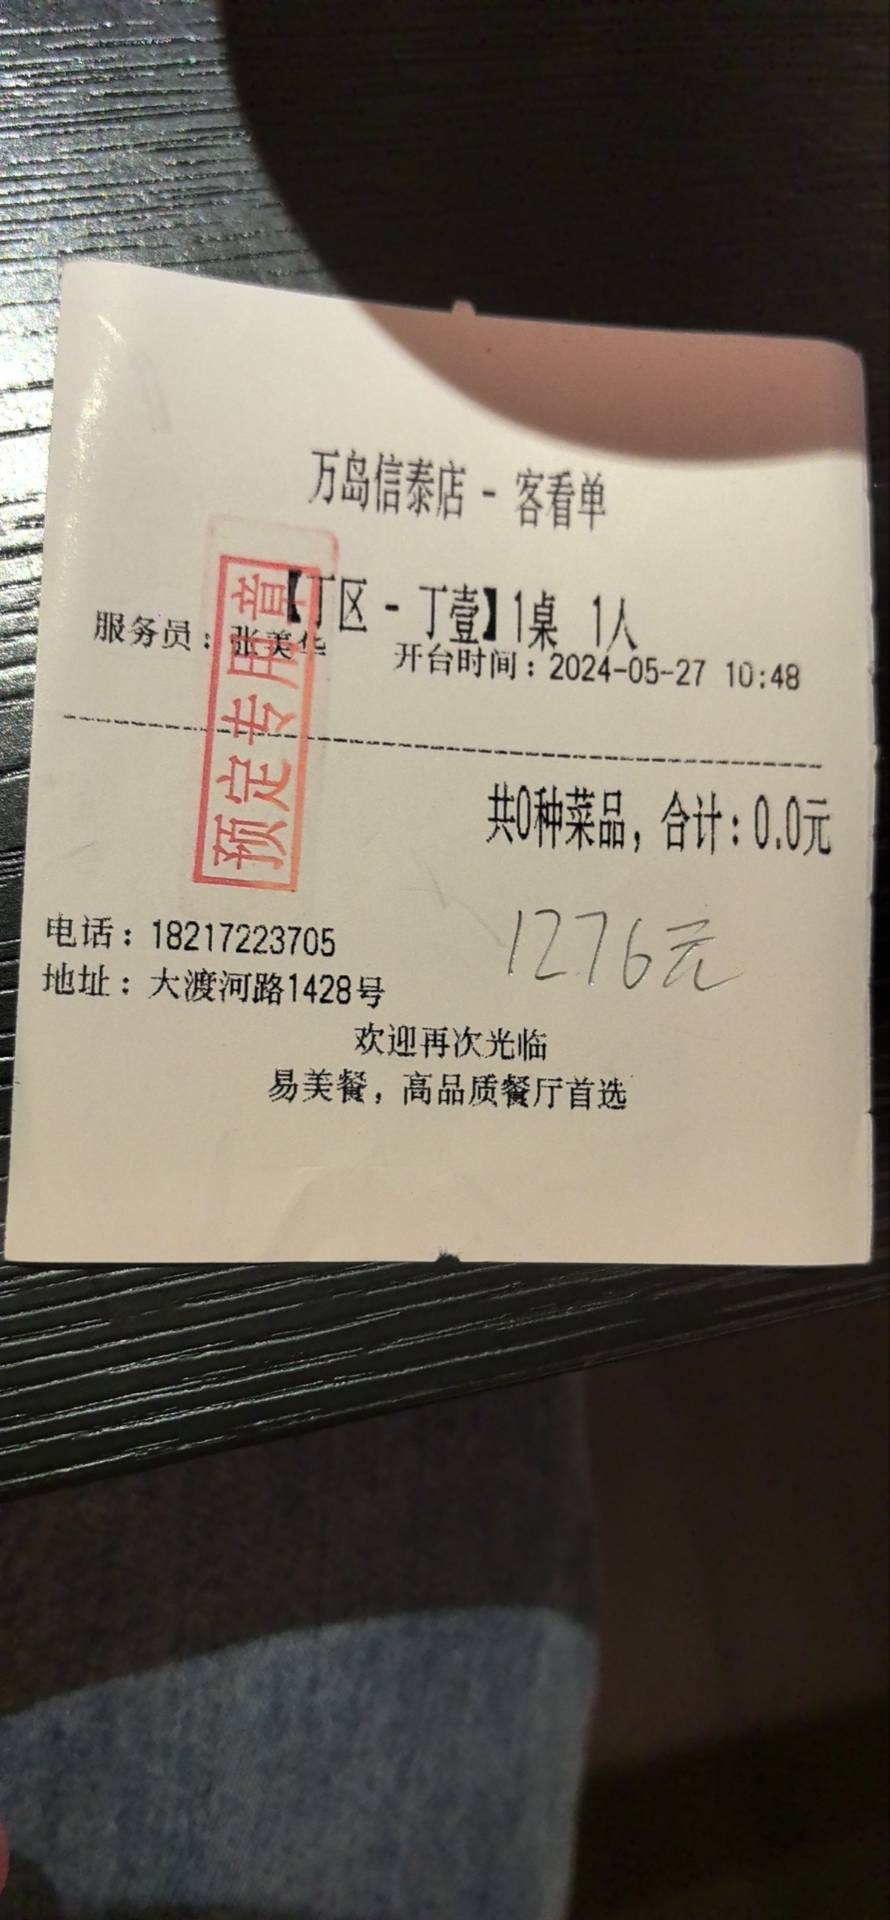 万岛信泰店 - 客看单
【丁区 - 丁壹】1桌 1人
服务员：张美华 开台时间：2024-05-27 10:48
预定专用章
共0种菜品，合计：0.0元
1276元
电话：18217223705
地址：大渡河路1428号
欢迎再次光临
易美餐，高品质餐厅首选